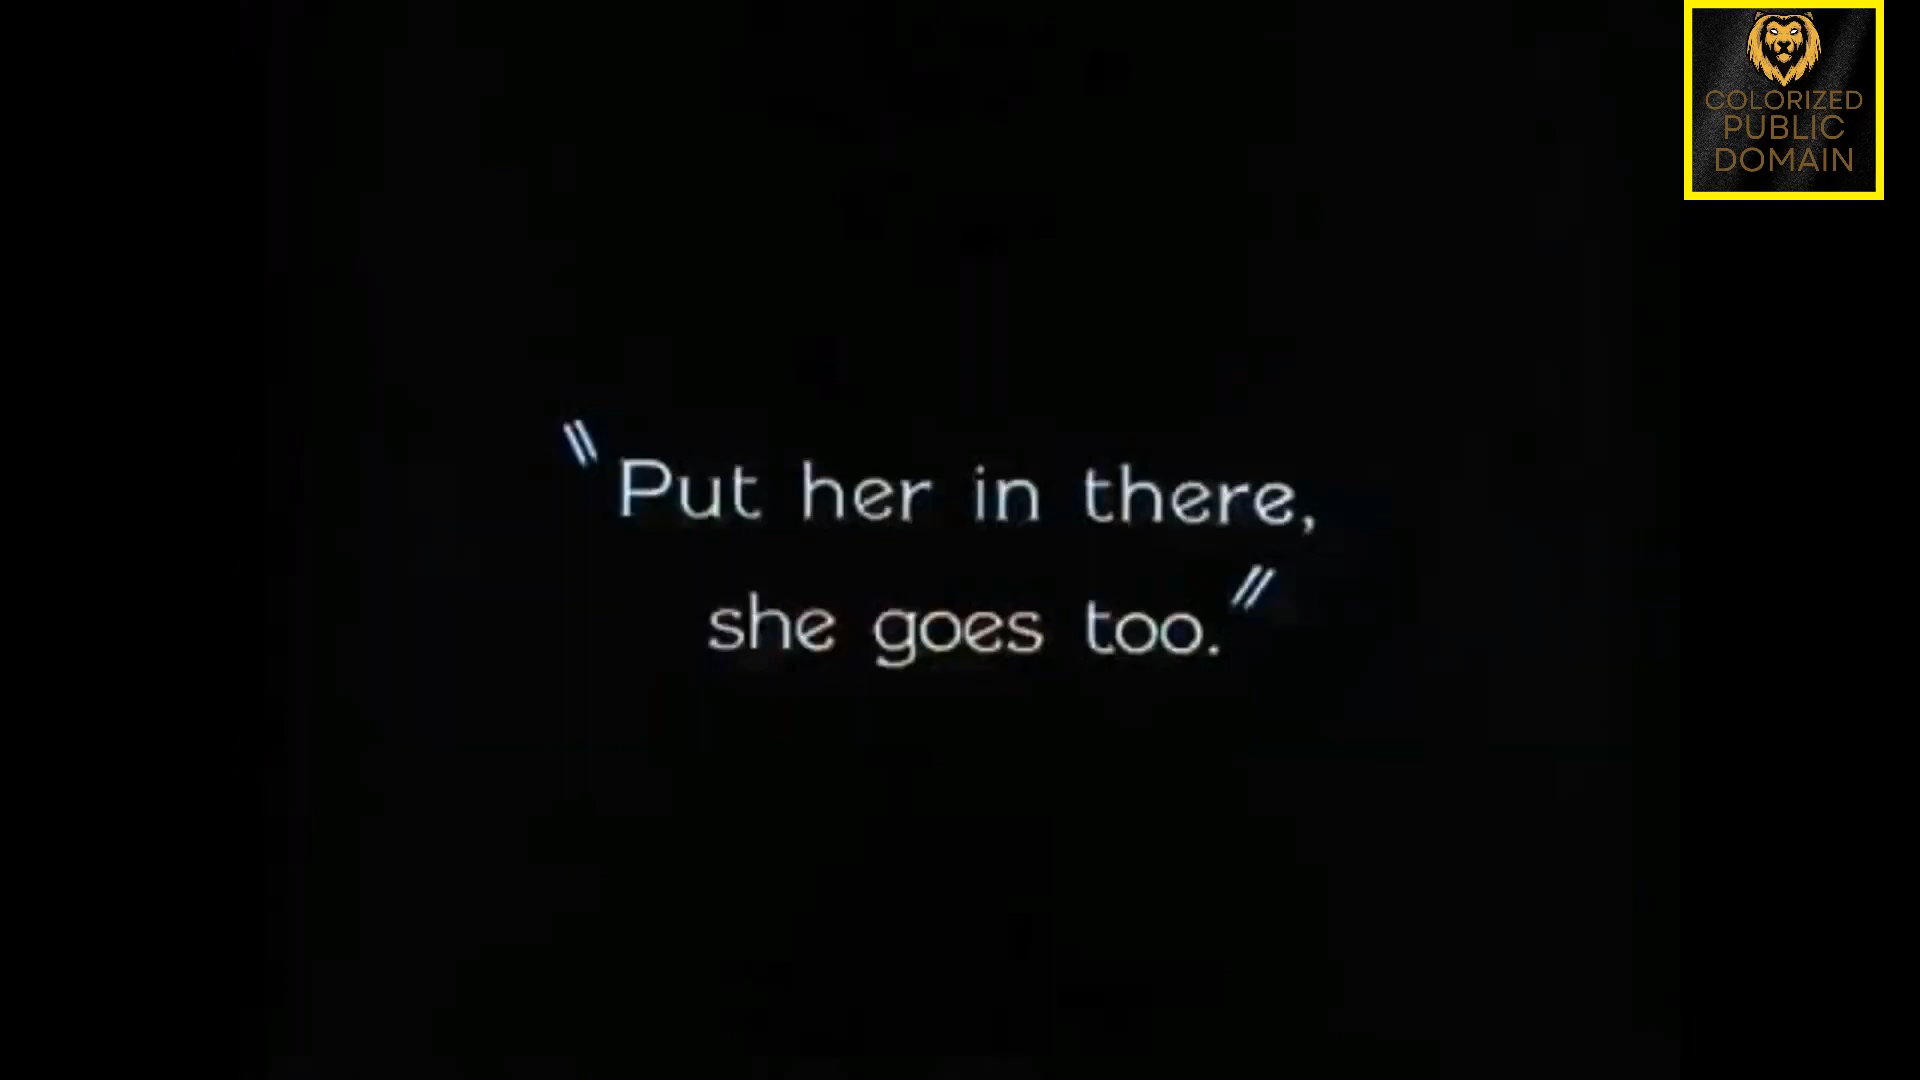 COLORIZED
PUBLIC
DOMAIN
"Put her in there,
she goes too."